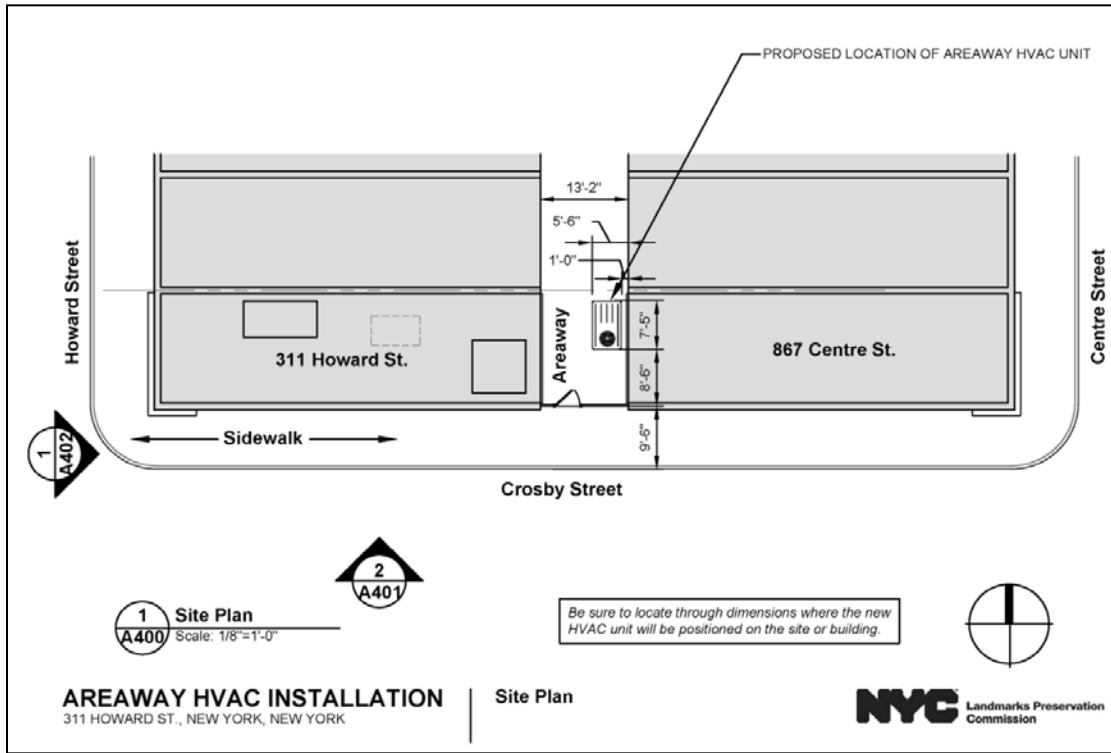 PROPOSED LOCATION OF AREAWAY HVAC UNIT
13'-2"
5'-6"
1'-0"
Howard Street
Centre Street
311 Howard St.
Areaway
7'-5"
8'-6"
867 Centre St.
9'-6"
Sidewalk
1
A402
Crosby Street
2
A401
1
A400
Site Plan
Scale: 1/8"=1'-0"
Be sure to locate through dimensions where the new
HVAC unit will be positioned on the site or building.
AREAWAY HVAC INSTALLATION
311 HOWARD ST., NEW YORK, NEW YORK
Site Plan
NYC
Landmarks Preservation
Commission